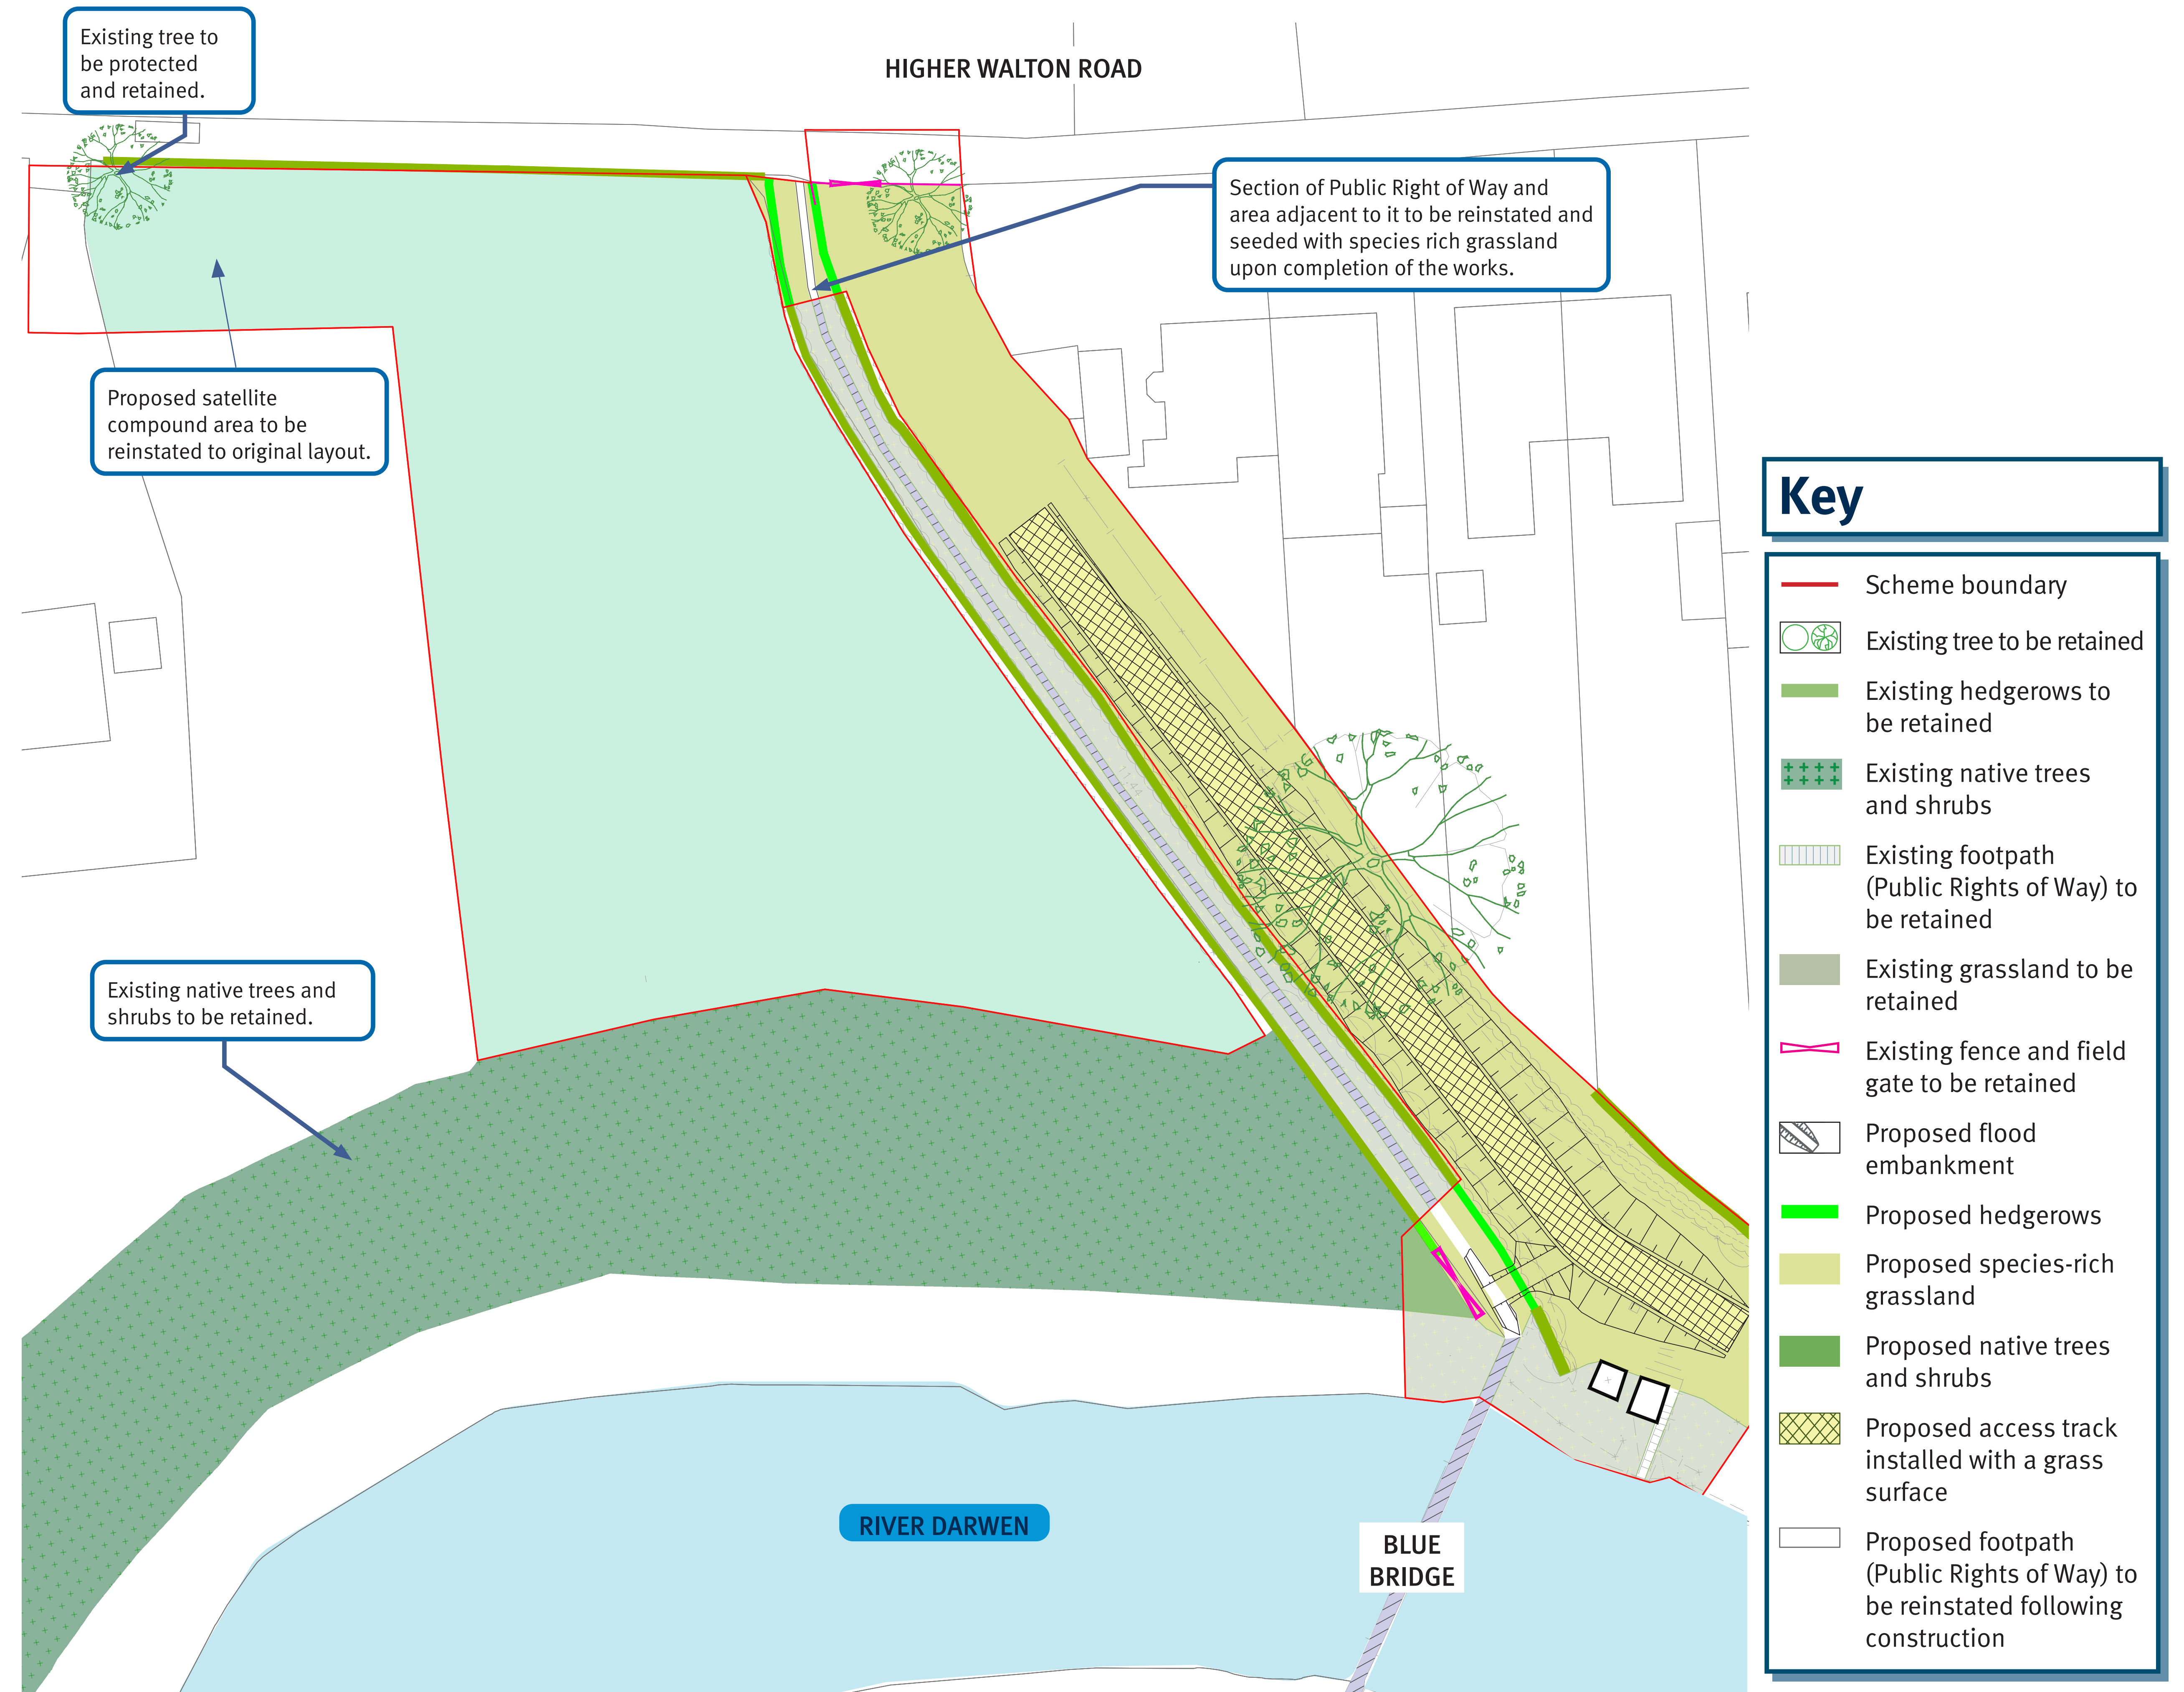 Existing tree to
be protected
and retained.
HIGHER WALTON ROAD
Section of Public Right of Way and
area adjacent to it to be reinstated and
seeded with species rich grassland
upon completion of the works.
Proposed satellite
compound area to be
reinstated to original layout.
Existing native trees and
shrubs to be retained.
RIVER DARWEN
BLUE
BRIDGE
Key
Scheme boundary
Existing tree to be retained
Existing hedgerows to
be retained
Existing native trees
and shrubs
Existing footpath
(Public Rights of Way) to
be retained
Existing grassland to be
retained
Existing fence and field
gate to be retained
Proposed flood
embankment
Proposed hedgerows
Proposed species-rich
grassland
Proposed native trees
and shrubs
Proposed access track
installed with a grass
surface
Proposed footpath
(Public Rights of Way) to
be reinstated following
construction